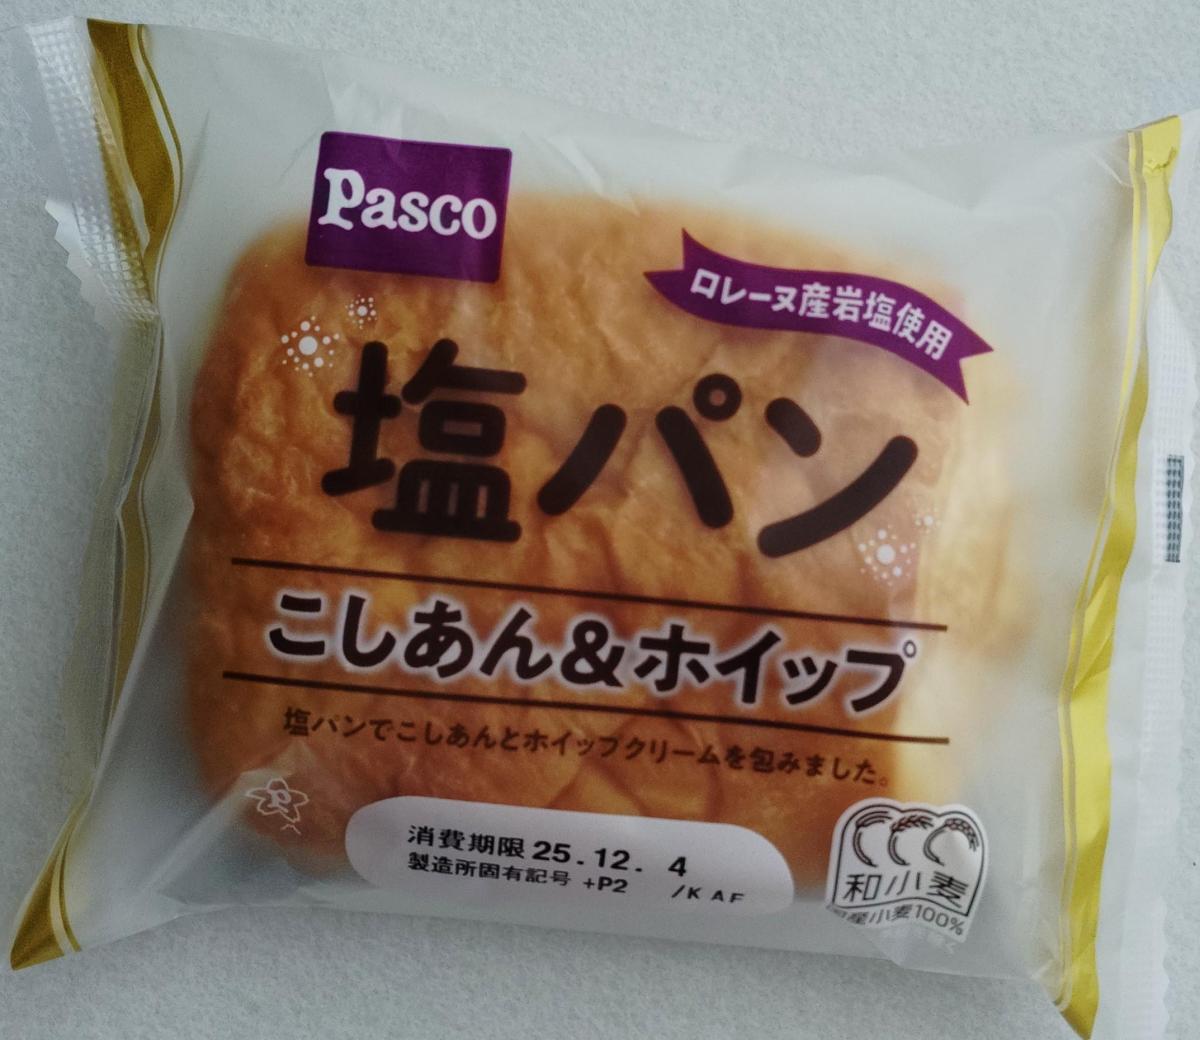 Pasco
ロレーヌ産岩塩使用
塩パン
こしあん&ホイップ
塩パンでこしあんとホイップクリームを包みました。
消費期限 25.12. 4
製造所固有記号 +P2 /KAF
和小麦
国産小麦100%